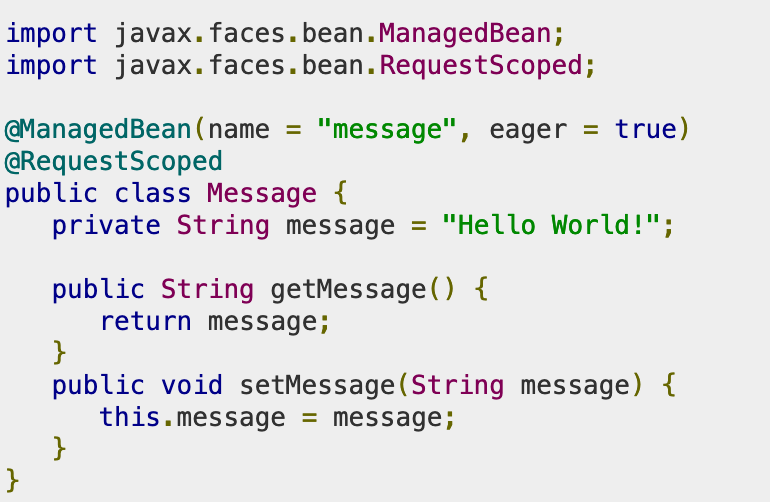 import javax.faces.bean.ManagedBean;
import javax.faces.bean.RequestScoped;

@ManagedBean(name = "message", eager = true)
@RequestScoped
public class Message {
   private String message = "Hello World!";

   public String getMessage() {
      return message;
   }
   public void setMessage(String message) {
      this.message = message;
   }
}